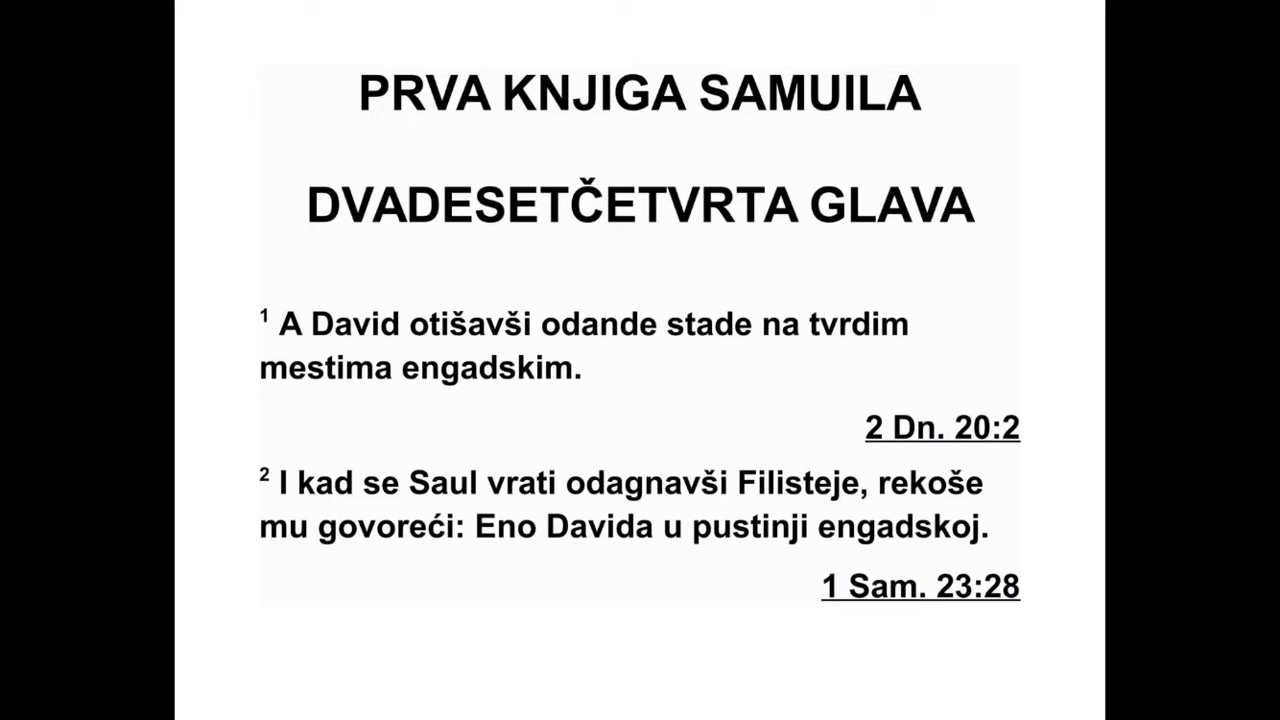 PRVA KNJIGA SAMUILA
DVADESETČETVRTA GLAVA
1 A David otišavši odande stade na tvrdim
mestima engadskim.
2 Dn. 20:2
2 I kad se Saul vrati odagnavši Filisteje, rekoše
mu govoreći: Eno Davida u pustinji engadskoj.
1 Sam. 23:28